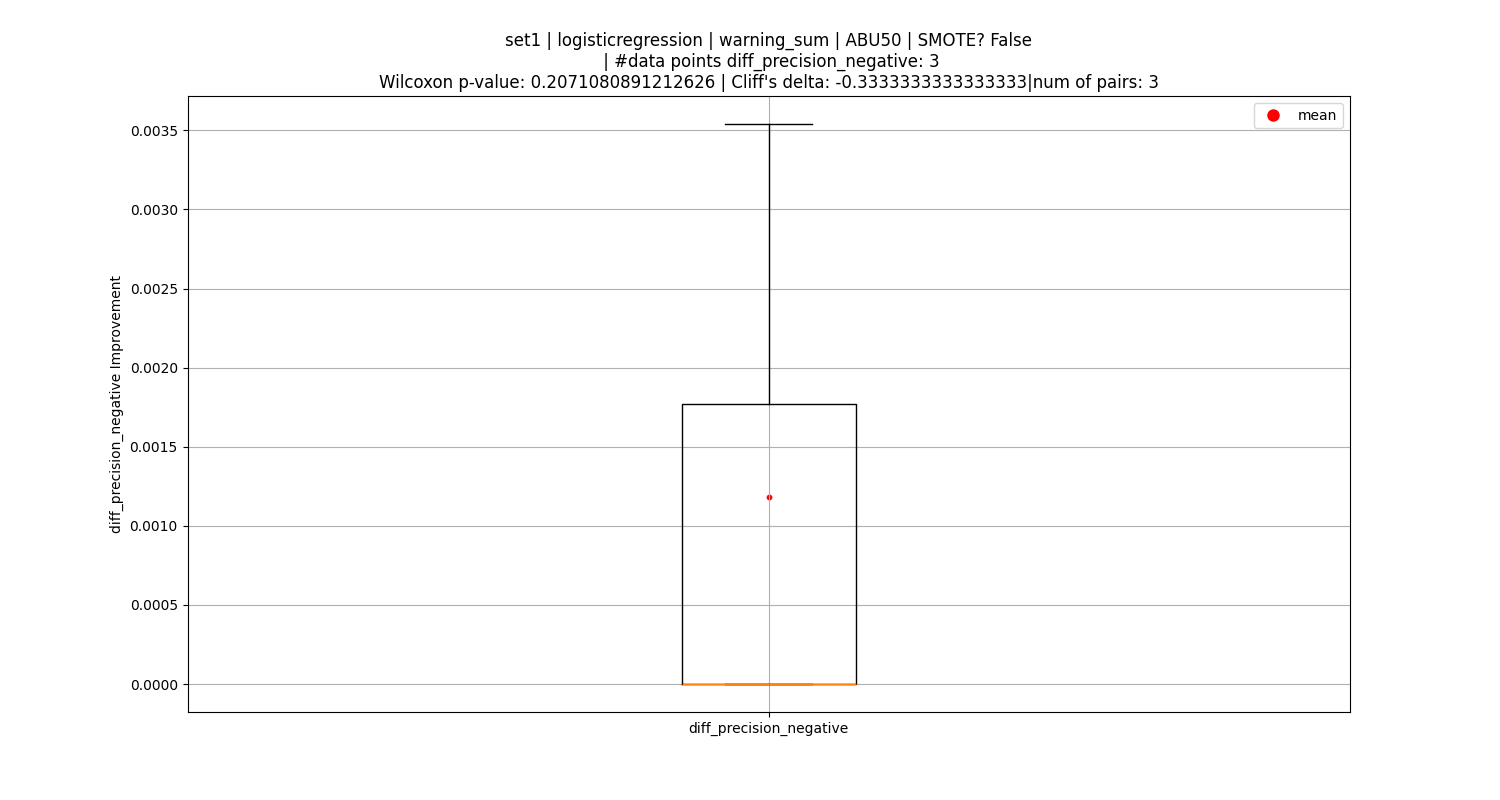 set1 | logisticregression | warning_sum | ABU50 | SMOTE? False
| #data points diff_precision_negative: 3
Wilcoxon p-value: 0.2071080891212626 | Cliff's delta: -0.3333333333333333|num of pairs: 3
mean
0.0035
0.0030
0.0025
0.0020
0.0015
0.0010
0.0005
0.0000
diff_precision_negative Improvement
diff_precision_negative